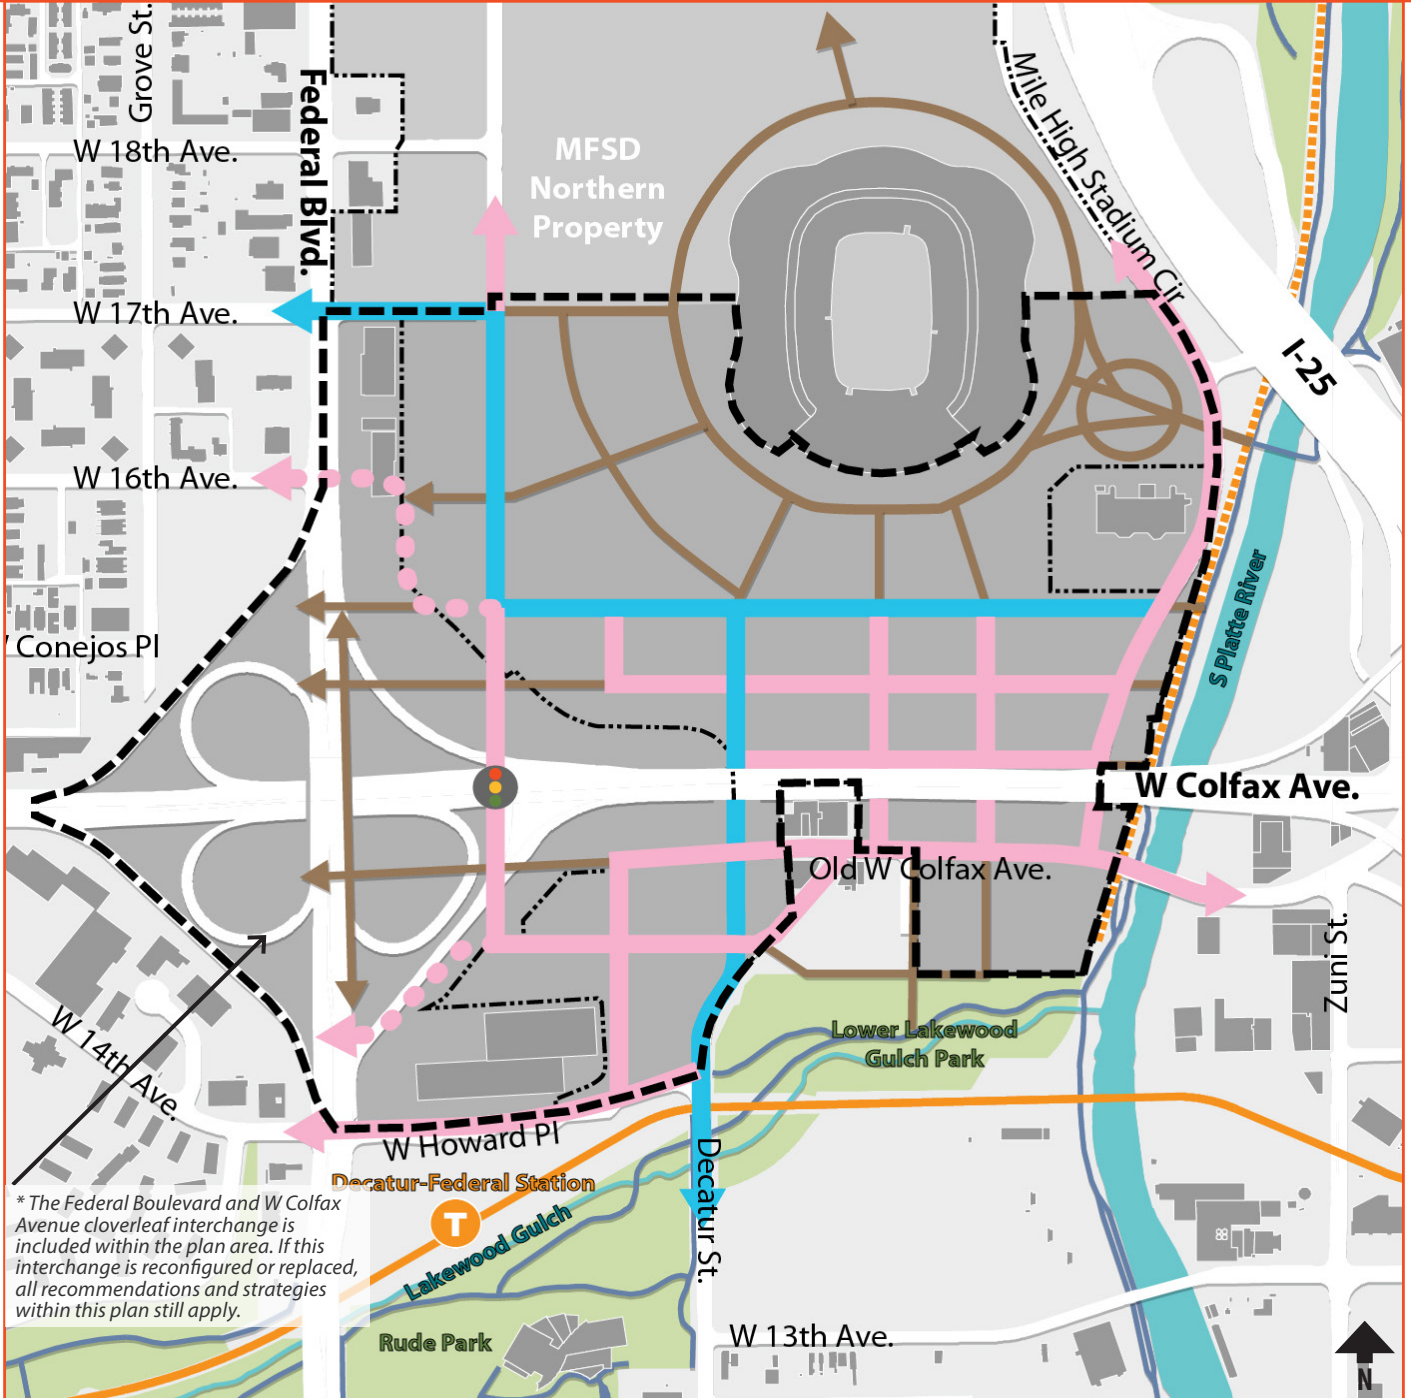 Grove St.
Federal Blvd.
W 18th Ave.
MFSD
Northern
Property
Mile High Stadium Cir
W 17th Ave.
I-25
W 16th Ave.
S Platte River
Conejos Pl
W Colfax Ave.
Old W Colfax Ave.
Zuni St.
W 14th Ave.
Lower Lakewood
Gulch Park
W Howard Pl
Decatur St.
Decatur-Federal Station
T
Lakewood Gulch
* The Federal Boulevard and W Colfax
Avenue cloverleaf interchange is
included within the plan area. If this
interchange is reconfigured or replaced,
all recommendations and strategies
within this plan still apply.
Rude Park
W 13th Ave.
N